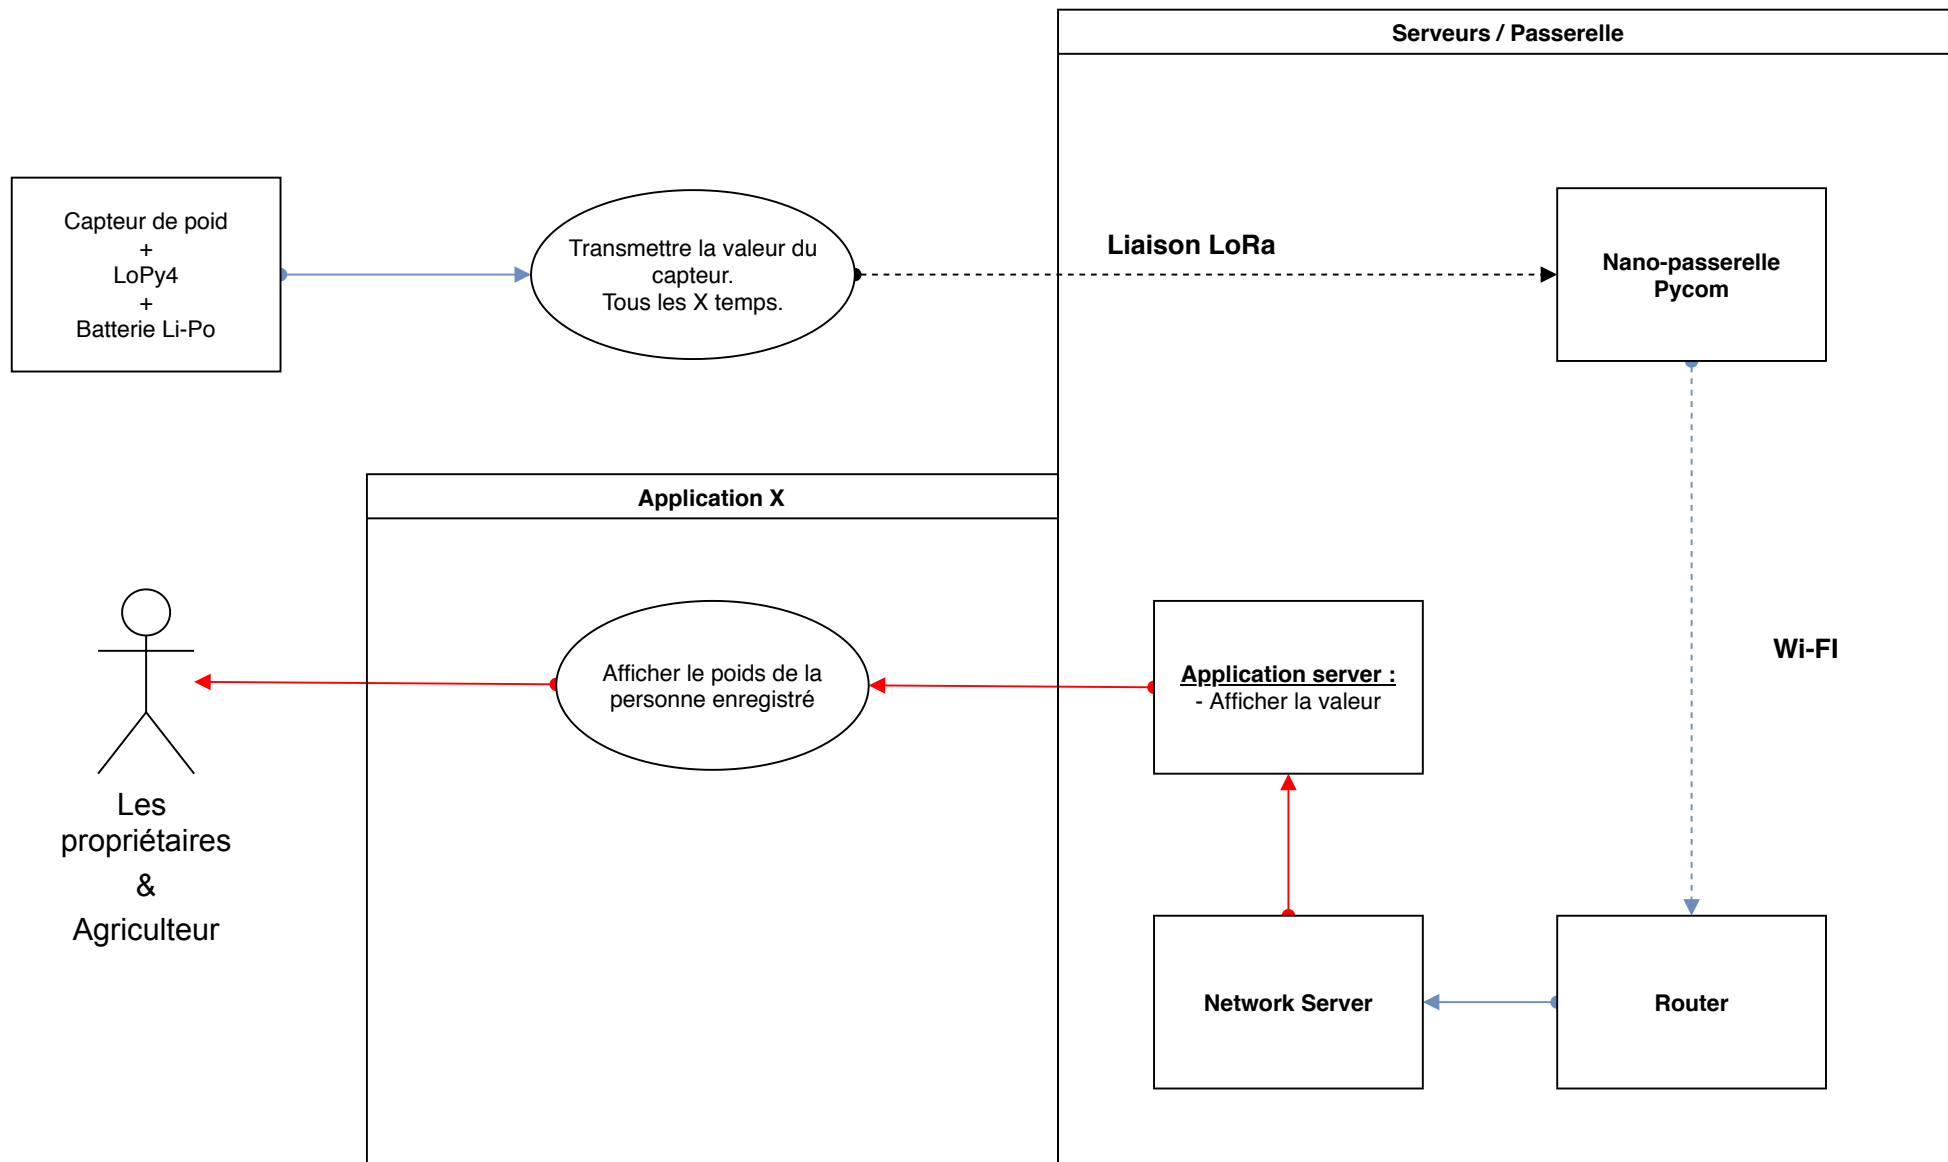 Serveurs / Passerelle
Capteur de poid
+
LoPy4
+
Batterie Li-Po
Transmettre la valeur du
capteur.
Tous les X temps.
Liaison LoRa
Nano-passerelle
Pycom
Application X
Wi-FI
Afficher le poids de la
personne enregistré
Application server :
- Afficher la valeur
Les
propriétaires
&
Agriculteur
Network Server
Router